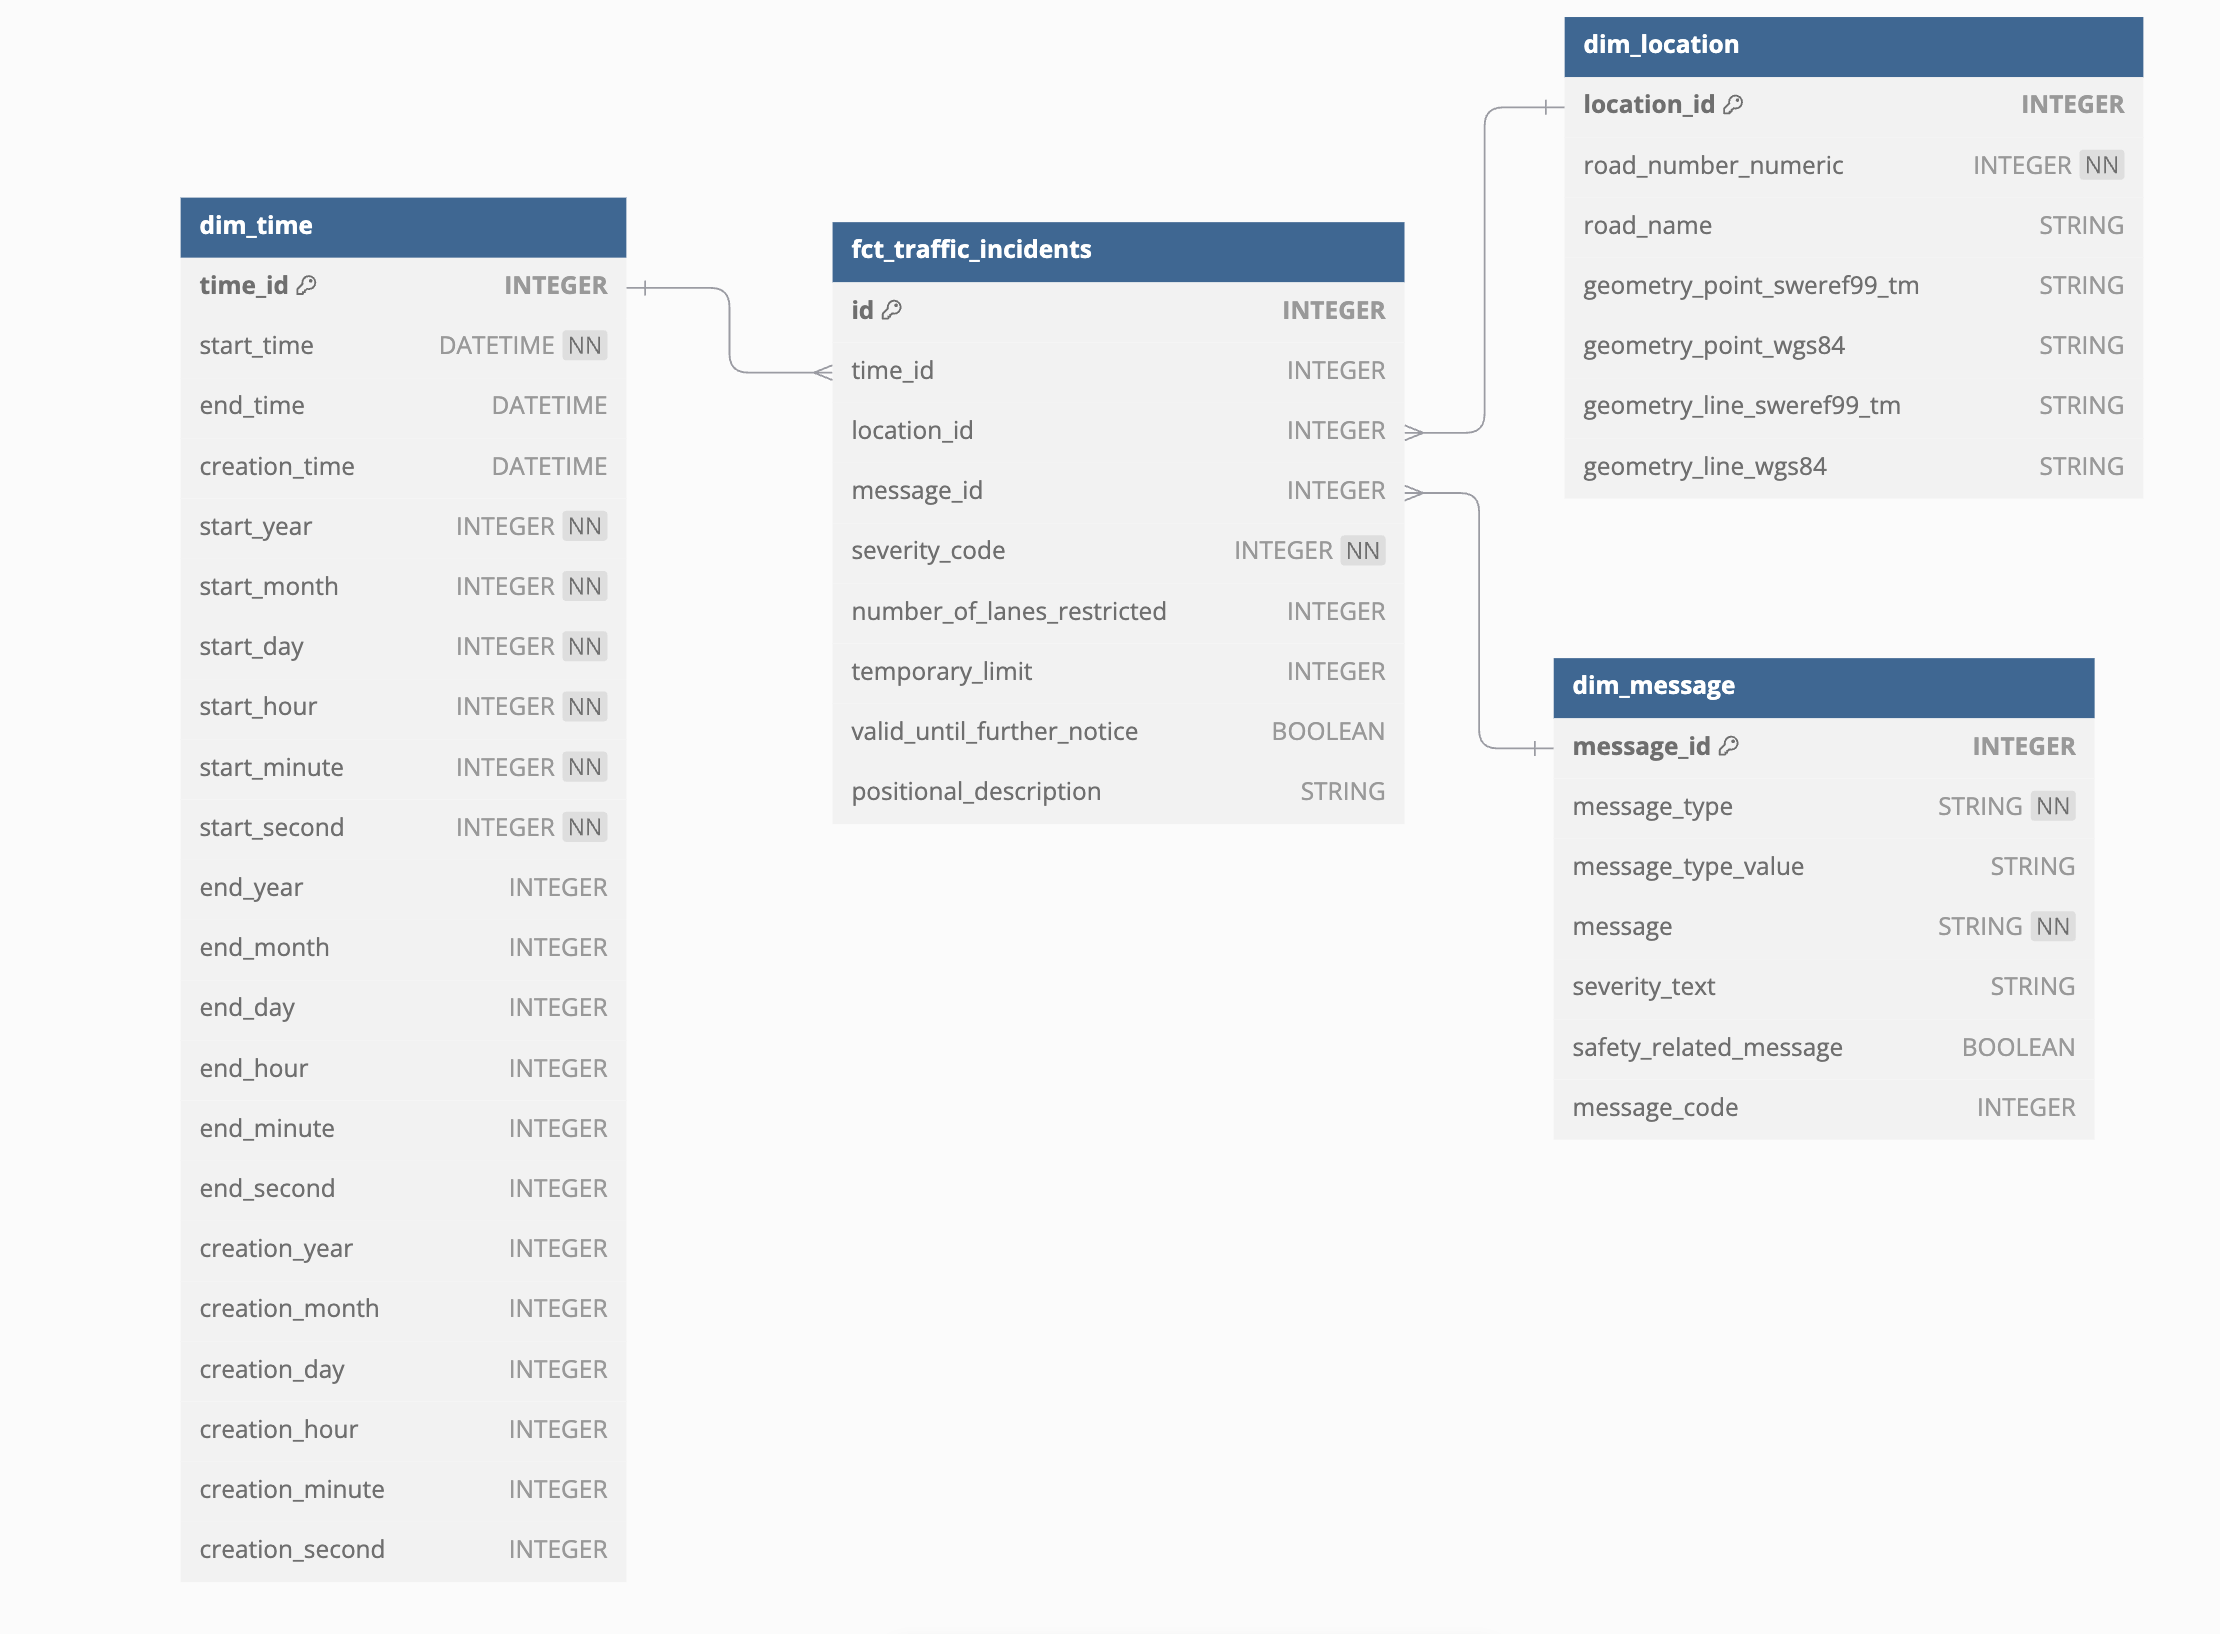 dim_time
time_id INTEGER
start_time DATETIME NN
end_time DATETIME
creation_time DATETIME
start_year INTEGER NN
start_month INTEGER NN
start_day INTEGER NN
start_hour INTEGER NN
start_minute INTEGER NN
start_second INTEGER NN
end_year INTEGER
end_month INTEGER
end_day INTEGER
end_hour INTEGER
end_minute INTEGER
end_second INTEGER
creation_year INTEGER
creation_month INTEGER
creation_day INTEGER
creation_hour INTEGER
creation_minute INTEGER
creation_second INTEGER
fct_traffic_incidents
id INTEGER
time_id INTEGER
location_id INTEGER
message_id INTEGER
severity_code INTEGER NN
number_of_lanes_restricted INTEGER
temporary_limit INTEGER
valid_until_further_notice BOOLEAN
positional_description STRING
dim_location
location_id INTEGER
road_number_numeric INTEGER NN
road_name STRING
geometry_point_sweref99_tm STRING
geometry_point_wgs84 STRING
geometry_line_sweref99_tm STRING
geometry_line_wgs84 STRING
dim_message
message_id INTEGER
message_type STRING NN
message_type_value STRING
message STRING NN
severity_text STRING
safety_related_message BOOLEAN
message_code INTEGER